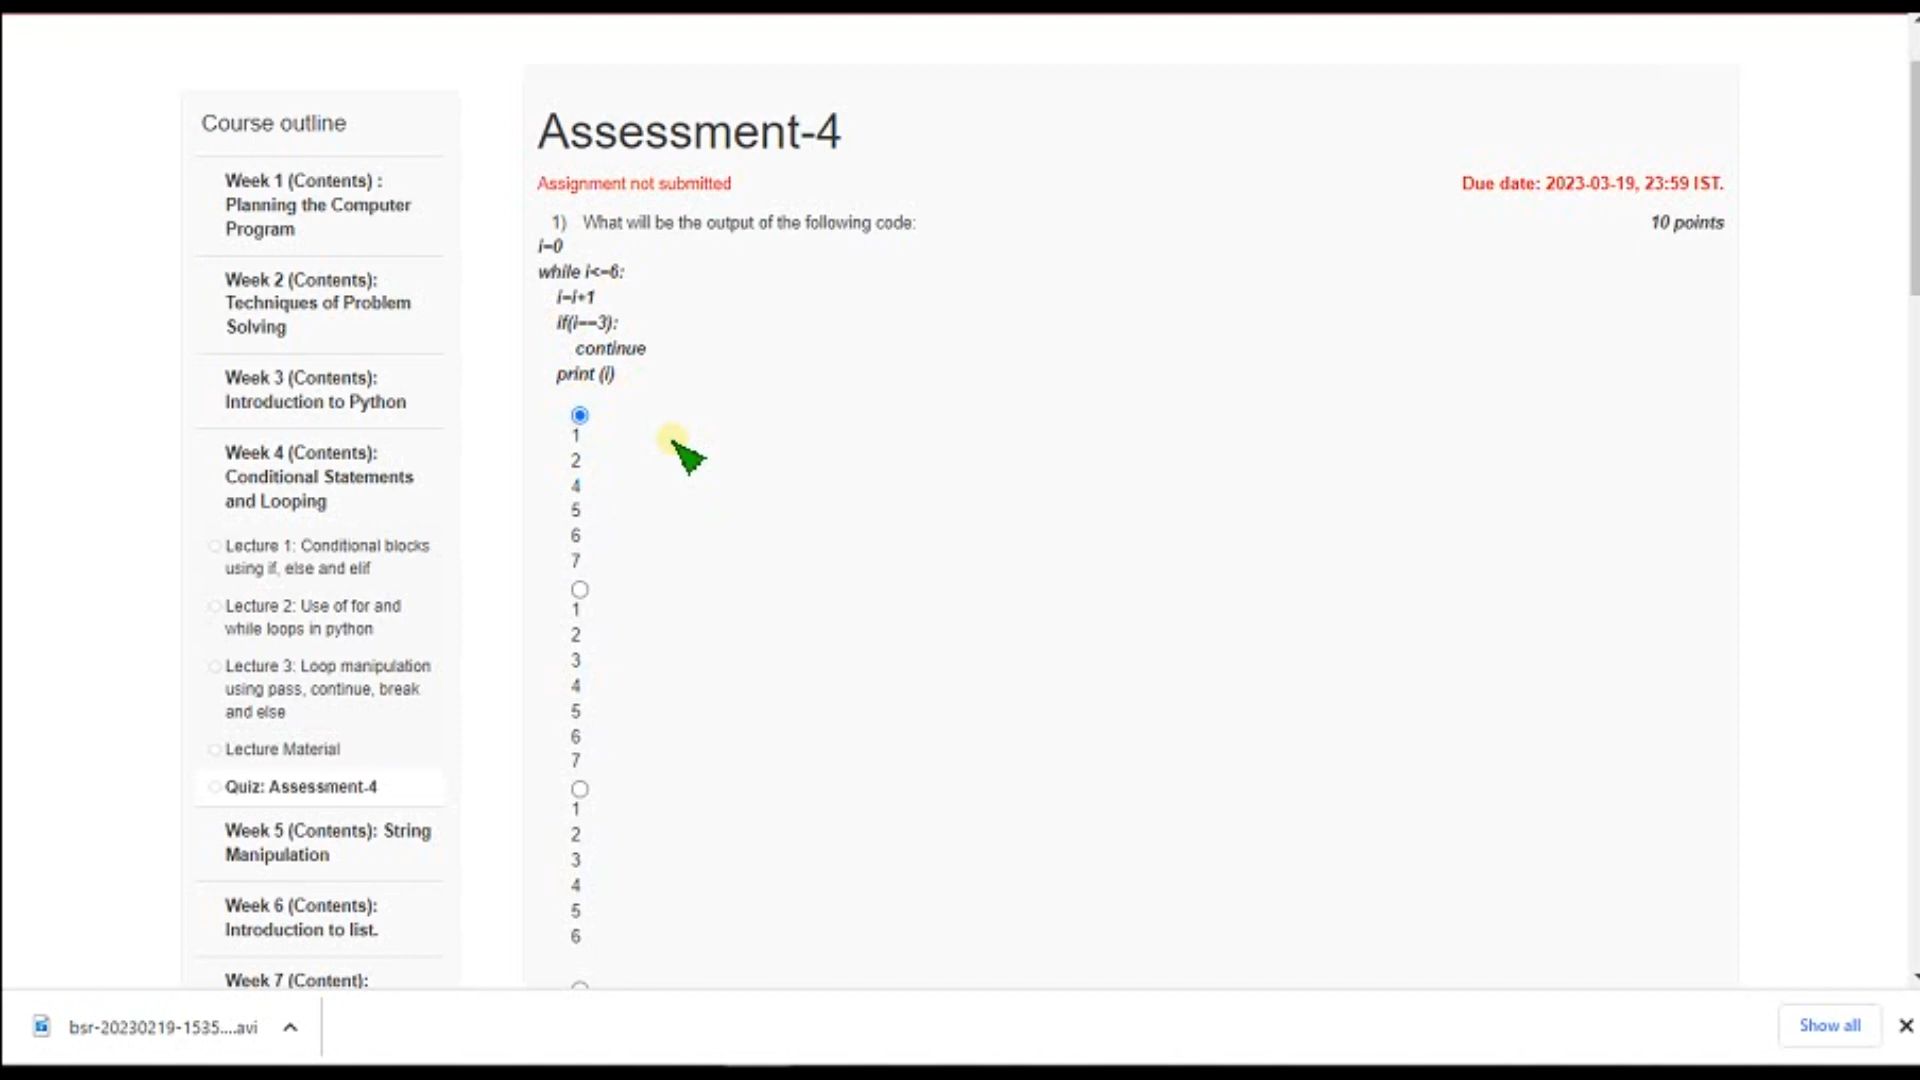 Course outline
Week 1 (Contents) :
Planning the Computer
Program
Week 2 (Contents):
Techniques of Problem
Solving
Week 3 (Contents):
Introduction to Python
Week 4 (Contents):
Conditional Statements
and Looping
Lecture 1: Conditional blocks
using if, else and elif
Lecture 2: Use of for and
while loops in python
Lecture 3: Loop manipulation
using pass, continue, break
and else
Lecture Material
Quiz: Assessment-4
Week 5 (Contents): String
Manipulation
Week 6 (Contents):
Introduction to list.
Week 7 (Content):
Assessment-4
Assignment not submitted
Due date: 2023-03-19, 23:59 IST.
1) What will be the output of the following code:
10 points
i=0
while i<=6:
i=i+1
if(i==3):
continue
print (i)
1
2
4
5
6
7
1
2
3
4
5
6
7
1
2
3
4
5
6
bsr-20230219-1535....avi
Show all